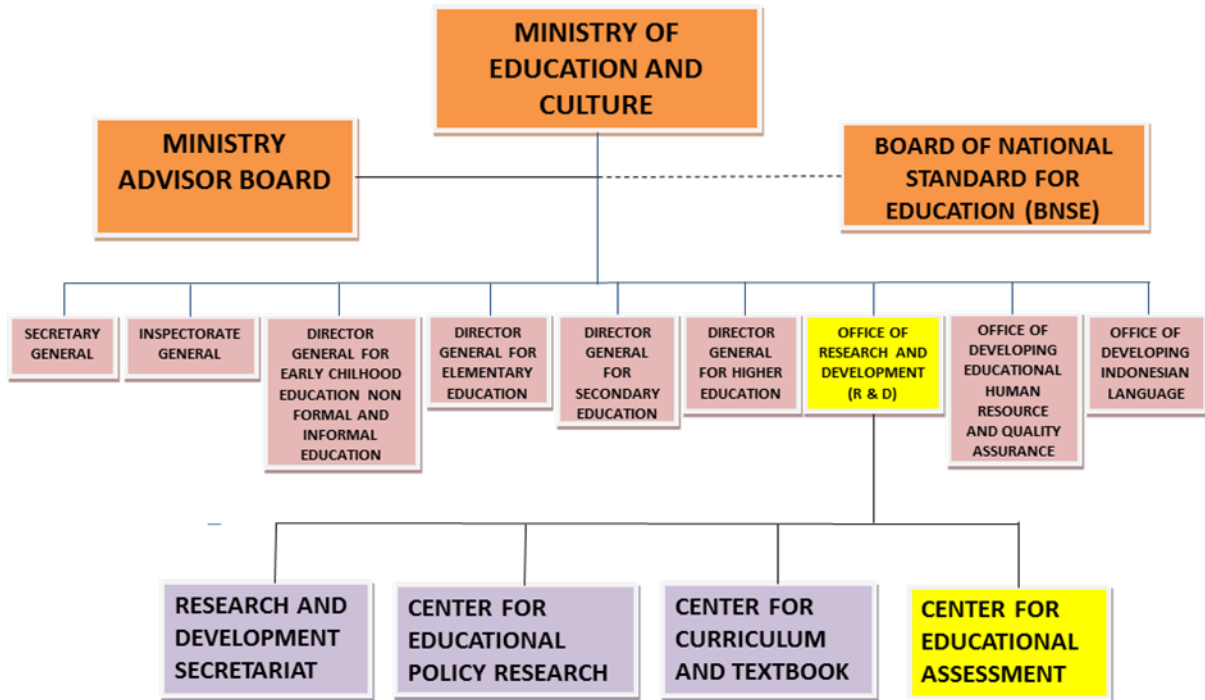 MINISTRY OF
EDUCATION AND
CULTURE
MINISTRY
ADVISOR BOARD
BOARD OF NATIONAL
STANDARD FOR
EDUCATION (BNSE)
SECRETARY
GENERAL
INSPECTORATE
GENERAL
DIRECTOR
GENERAL FOR
EARLY CHILHOOD
EDUCATION NON
FORMAL AND
INFORMAL
EDUCATION
DIRECTOR
GENERAL FOR
ELEMENTARY
EDUCATION
DIRECTOR
GENERAL
FOR
SECONDARY
EDUCATION
DIRECTOR
GENERAL
FOR HIGHER
EDUCATION
OFFICE OF
RESEARCH AND
DEVELOPMENT
(R & D)
OFFICE OF
DEVELOPING
EDUCATIONAL
HUMAN
RESOURCE
AND QUALITY
ASSURANCE
OFFICE OF
DEVELOPING
INDONESIAN
LANGUAGE
RESEARCH AND
DEVELOPMENT
SECRETARIAT
CENTER FOR
EDUCATIONAL
POLICY RESEARCH
CENTER FOR
CURRICULUM
AND TEXTBOOK
CENTER FOR
EDUCATIONAL
ASSESSMENT